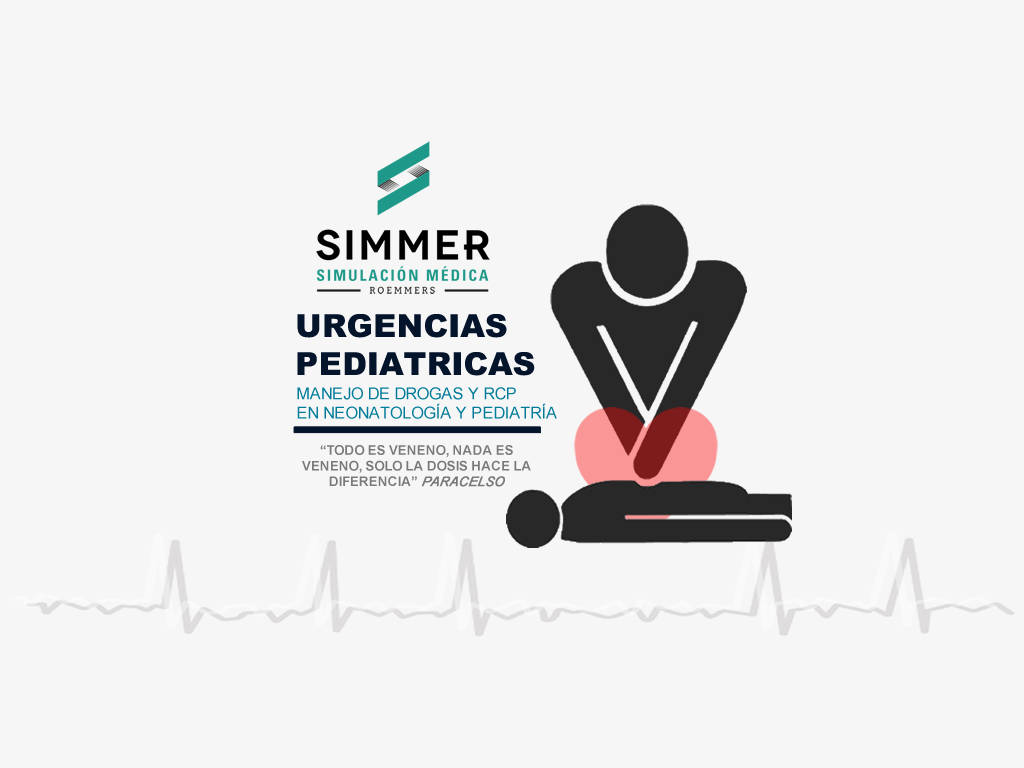 SIMMER
SIMULACIÓN MÉDICA
ROEMMERS
URGENCIAS
PEDIATRICAS
MANEJO DE DROGAS Y RCP
EN NEONATOLOGÍA Y PEDIATRÍA
“TODO ES VENENO, NADA ES
VENENO, SOLO LA DOSIS HACE LA
DIFERENCIA” PARACELSO